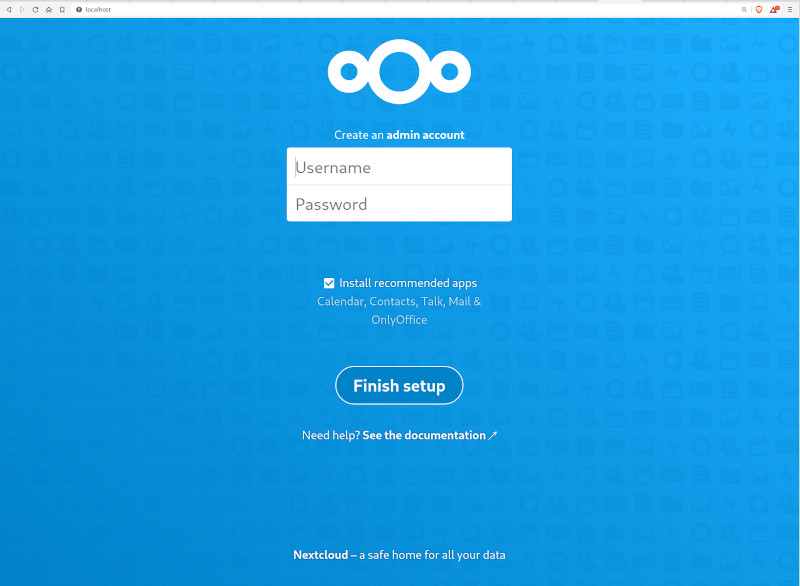 localhost
Create an admin account
Username
Password
Install recommended apps
Calendar, Contacts, Talk, Mail &
OnlyOffice
Finish setup
Need help? See the documentation ↗
Nextcloud – a safe home for all your data